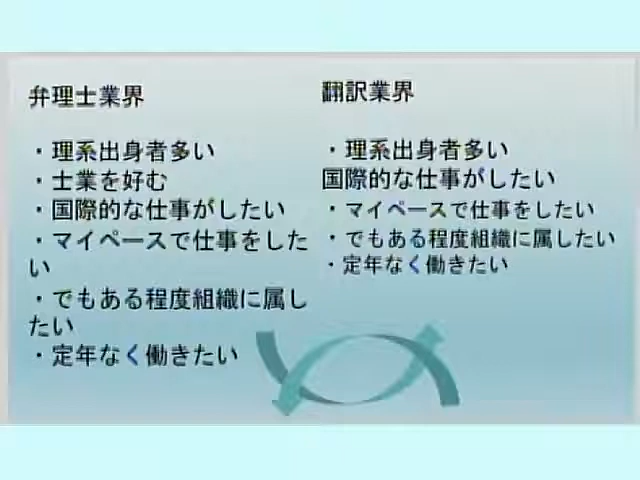 弁理士業界
・理系出身者多い
・士業を好む
・国際的な仕事がしたい
・マイペースで仕事をした
い
・でもある程度組織に属し
たい
・定年なく働きたい
翻訳業界
・理系出身者多い
国際的な仕事がしたい
・マイペースで仕事をしたい
・でもある程度組織に属したい
・定年なく働きたい